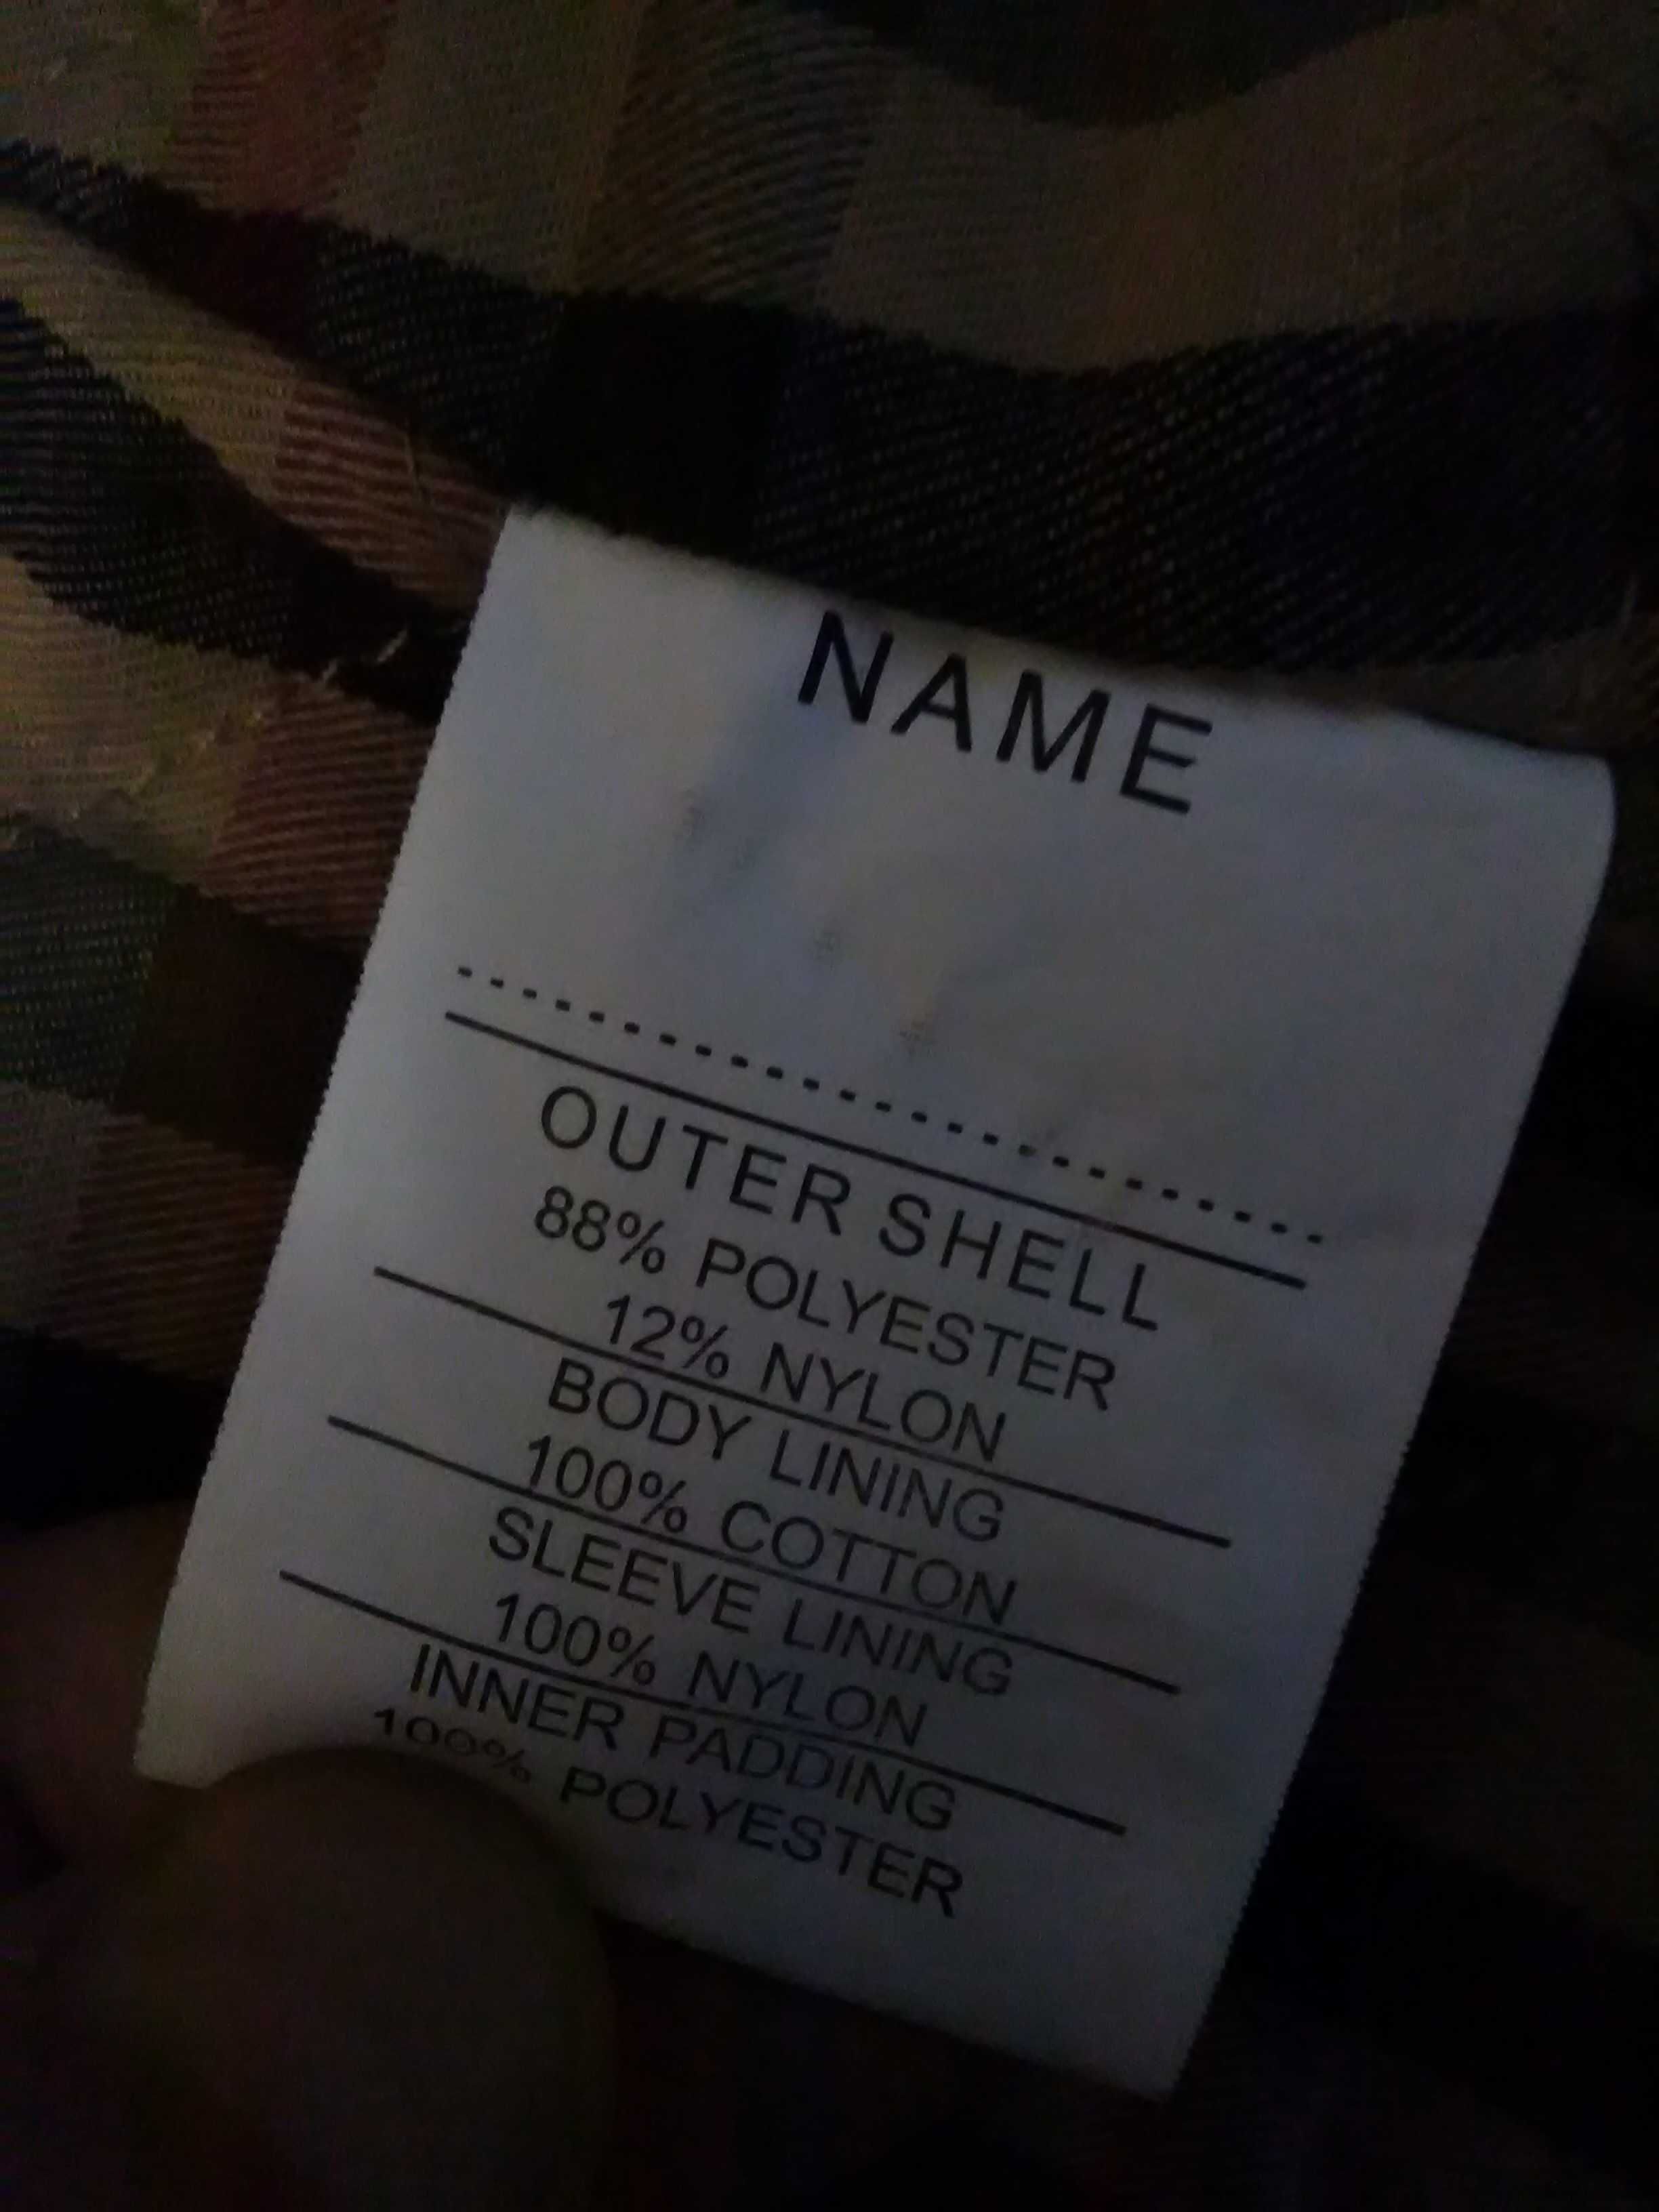 NAME
OUTER SHELL
88% POLYESTER
12% NYLON
BODY LINING
100% COTTON
SLEEVE LINING
100% NYLON
INNER PADDING
100% POLYESTER